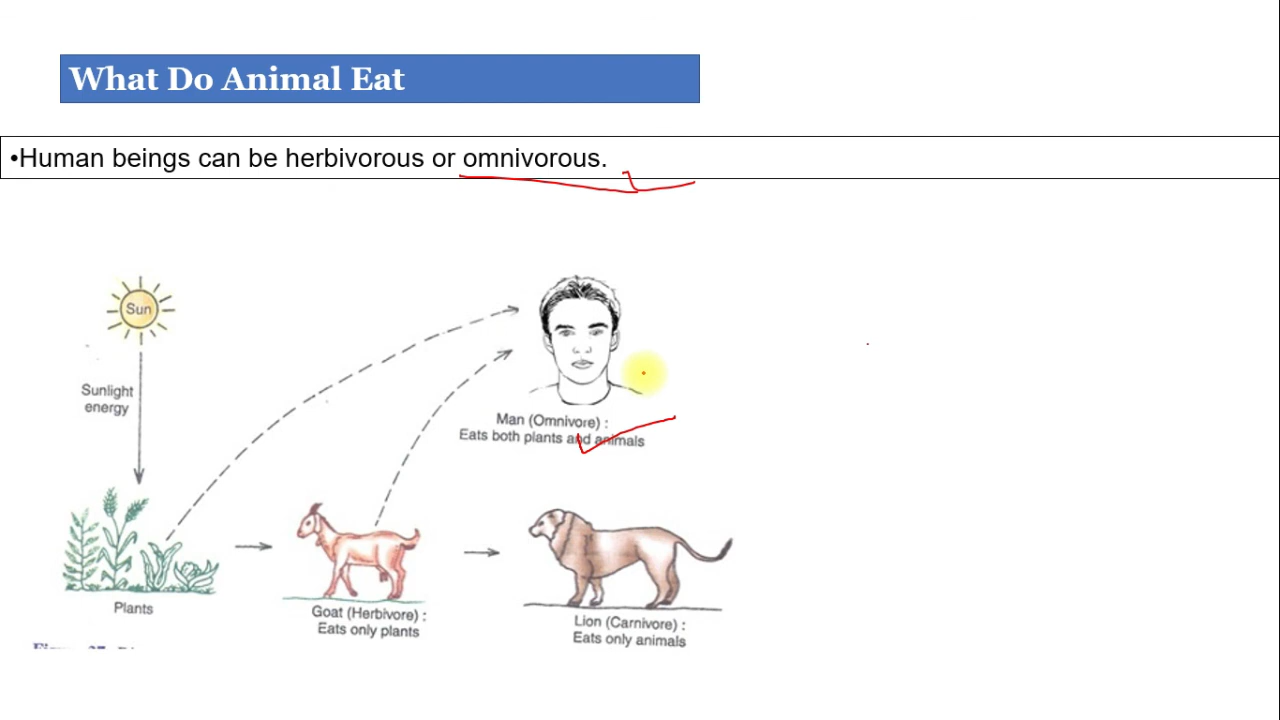 What Do Animal Eat
•Human beings can be herbivorous or omnivorous.
Sun
Sunlight
energy
Man (Omnivore) :
Eats both plants and animals
Plants
Goat (Herbivore) :
Eats only plants
Lion (Carnivore) :
Eats only animals